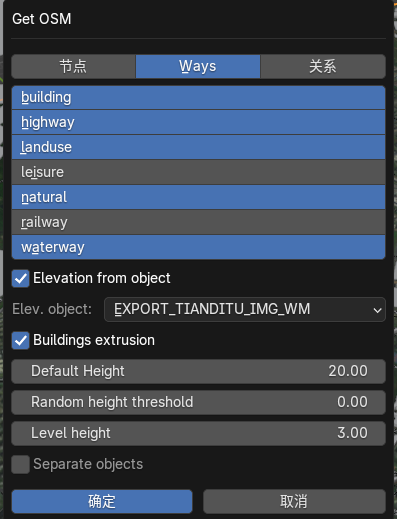 Get OSM
节点 Ways 关系
building
highway
landuse
leisure
natural
railway
waterway
Elevation from object
Elev. object: EXPORT_TIANDITU_IMG_WM
Buildings extrusion
Default Height 20.00
Random height threshold 0.00
Level height 3.00
Separate objects
确定 取消